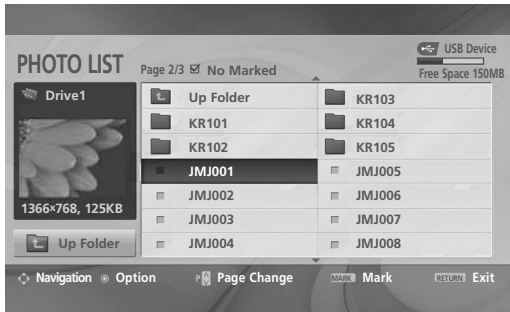 USB Device
PHOTO LIST
Page 2/3 No Marked
Free Space 150MB
Drive1
Up Folder KR103
KR101 KR104
KR102 KR105
JMJ001 JMJ005
JMJ002 JMJ006
1366×768, 125KB
JMJ003 JMJ007
Up Folder
JMJ004 JMJ008
Navigation Option P Page Change MARK Mark RETURN Exit